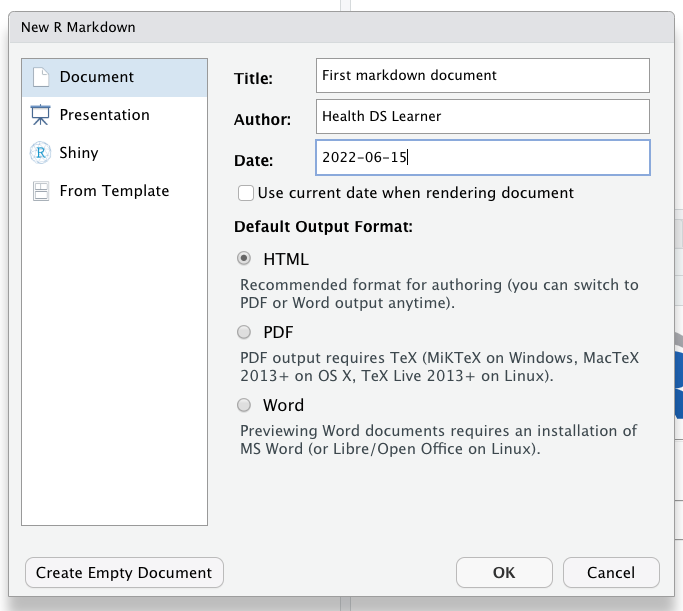 New R Markdown
Document
Presentation
R Shiny
From Template
Title: First markdown document
Author: Health DS Learner
Date: 2022-06-15
Use current date when rendering document
Default Output Format:
HTML
Recommended format for authoring (you can switch to
PDF or Word output anytime).
PDF
PDF output requires TeX (MiKTeX on Windows, MacTeX
2013+ on OS X, TeX Live 2013+ on Linux).
Word
Previewing Word documents requires an installation of
MS Word (or Libre/Open Office on Linux).
Create Empty Document
OK
Cancel